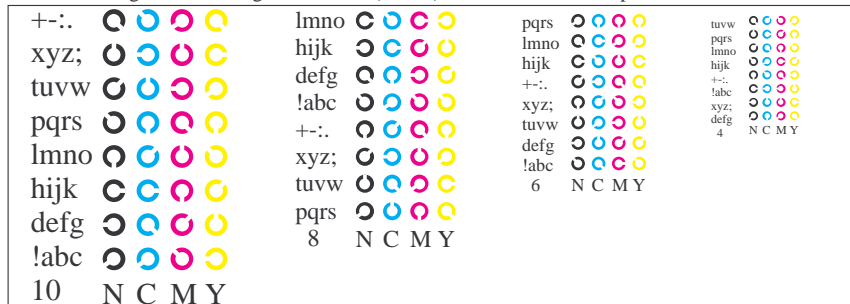 +-:.
xyz;
tuvw
pqrs
lmno
hijk
defg
!abc
10 N C M Y
lmno
hijk
defg
!abc
+-:.
xyz;
tuvw
pqrs
8 N C M Y
pqrs
lmno
hijk
+-:.
xyz;
tuvw
defg
!abc
6 N C M Y
tuvw
pqrs
lmno
hijk
+-:.
!abc
xyz;
defg
4 N C M Y